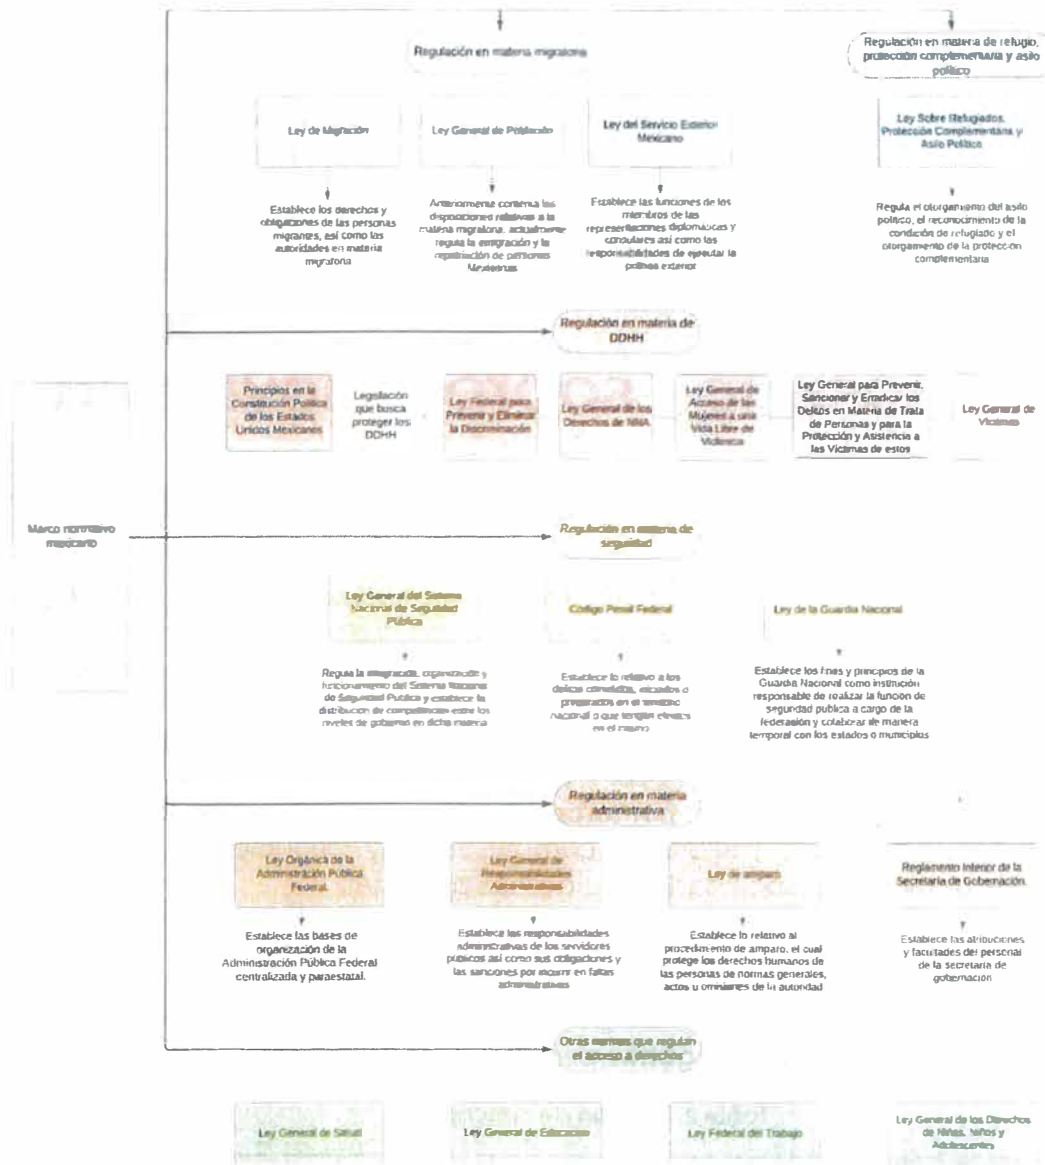 Regulación en materia migratoria
Regulación en materia de refugio,
protección complementaria y asilo
político
Ley de Migración
Ley General de Población
Ley del Servicio Exterior
Mexicano
Ley Sobre Refugiados,
Protección Complementaria y
Asilo Político
Establece los derechos y
obligaciones de las personas
migrantes, así como las
autoridades en materia
migratoria
Anteriormente contenía las
disposiciones relativas a la
materia migratoria, actualmente
regula la emigración y la
repatriación de personas
Mexicanas
Establece las funciones de los
miembros de las
representaciones diplomáticas y
consulares así como las
responsabilidades de ejecutar la
política exterior
Regula el otorgamiento del asilo
político, el reconocimiento de la
condición de refugiado y el
otorgamiento de la protección
complementaria
Regulación en materia de
DDHH
Principios en la
Constitución Política
de los Estados
Unidos Mexicanos
Legislación
que busca
proteger los
DDHH
Ley Federal para
Prevenir y Eliminar
la Discriminación
Ley General de los
Derechos de NNA
Ley General de
Acceso de las
Mujeres a una
Vida Libre de
Violencia
Ley General para Prevenir,
Sancionar y Erradicar los
Delitos en Materia de Trata
de Personas y para la
Protección y Asistencia a
las Víctimas de estos
Ley General de
Víctimas
Marco normativo
mexicano
Regulación en materia de
seguridad
Ley General del Sistema
Nacional de Seguridad
Pública
Código Penal Federal
Ley de la Guardia Nacional
Regula la integración, organización y
funcionamiento del Sistema Nacional
de Seguridad Publica y establece la
distribución de competencias entre los
niveles de gobierno en dicha materia
Establece lo relativo a los
delitos cometidos, iniciados o
preparados en el territorio
nacional o que tengan efectos
en el mismo
Establece los fines y principios de la
Guardia Nacional como institución
responsable de realizar la función de
seguridad publica a cargo de la
federación y colaborar de manera
temporal con los estados o municipios
Regulación en materia
administrativa
Ley Orgánica de la
Administración Pública
Federal.
Ley General de
Responsabilidades
Administrativas
Ley de amparo
Reglamento Interior de la
Secretaría de Gobernación.
Establece las bases de
organización de la
Administración Pública Federal
centralizada y paraestatal.
Establece las responsabilidades
administrativas de los servidores
públicos así como sus obligaciones y
las sanciones por incurrir en faltas
administrativas
Establece lo relativo al
procedimiento de amparo, el cual
protege los derechos humanos de
las personas de normas generales,
actos u omisiones de la autoridad
Establece las atribuciones
y facultades del personal
de la secretaria de
gobernación
Otras normas que regulan
el acceso a derechos
Ley General de Salud
Ley General de Educación
Ley Federal del Trabajo
Ley General de los Derechos
de Niñas, Niños y
Adolescentes